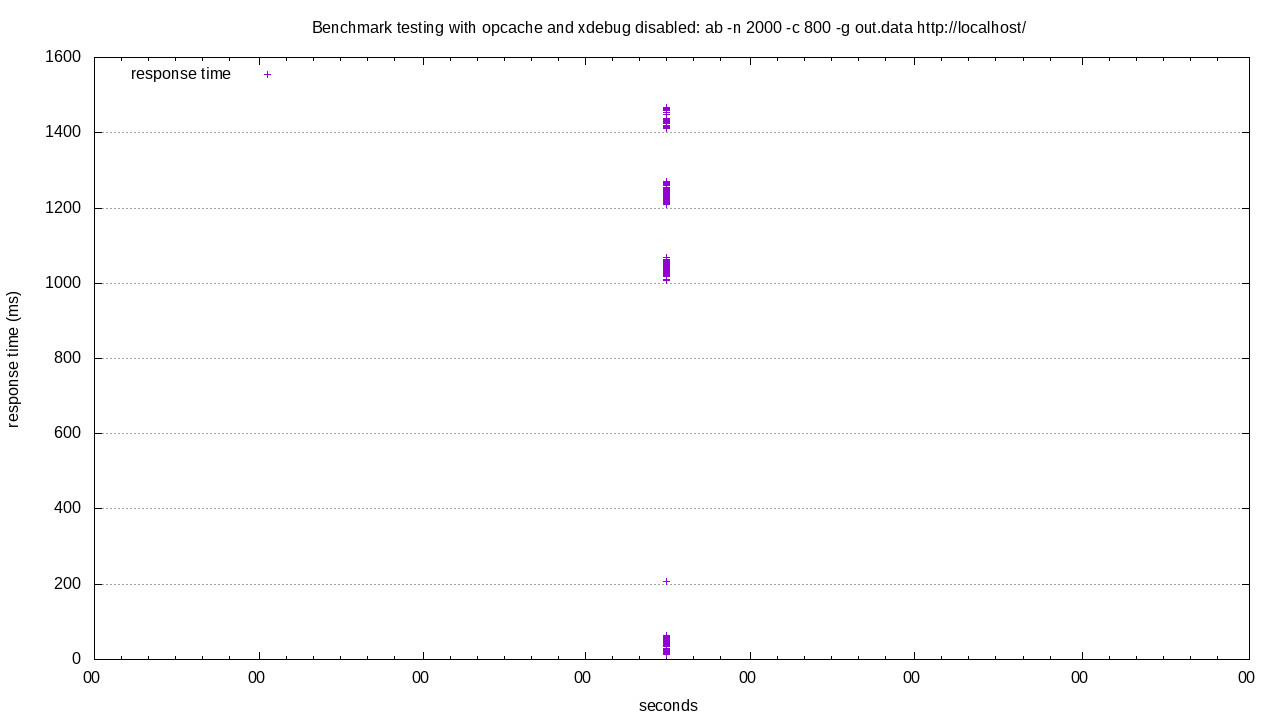 Benchmark testing with opcache and xdebug disabled: ab -n 2000 -c 800 -g out.data http://localhost/
1600
response time
1400
1200
1000
800
600
400
200
0
response time (ms)
00 00 00 00 00 00 00 00
seconds